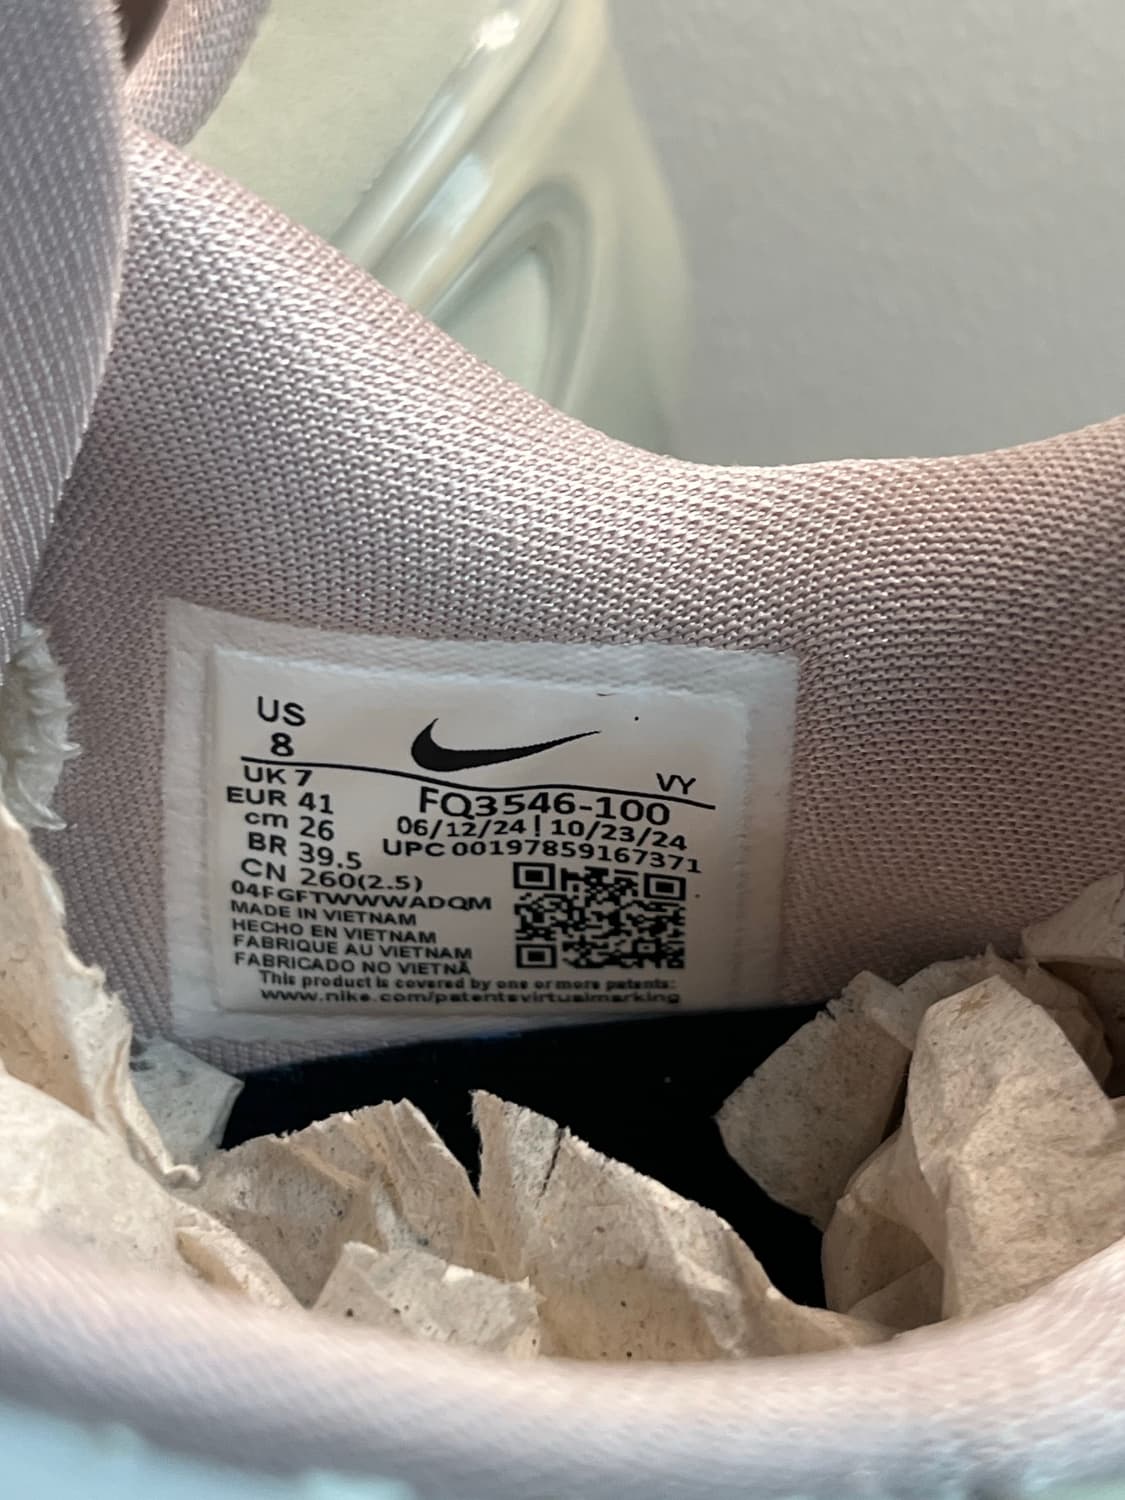 US
8
VY
UK 7
FQ3546-100
EUR 41
06/12/24 | 10/23/24
cm 26
UPC 00197859167371
BR 39.5
CN 260(2.5)
04FGFTWWWADQM
MADE IN VIETNAM
HECHO EN VIETNAM
FABRIQUE AU VIETNAM
FABRICADO NO VIETNÃ
This product is covered by one or more patents:
www.nike.com/patentsvirtualmarking